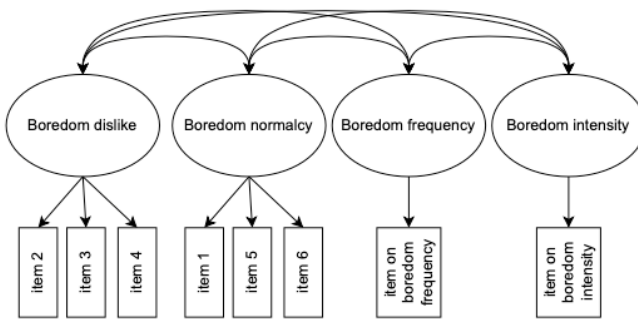 Boredom dislike
Boredom normalcy
Boredom frequency
Boredom intensity
item 2
item 3
item 4
item 1
item 5
item 6
item on
boredom
frequency
item on
boredom
intensity